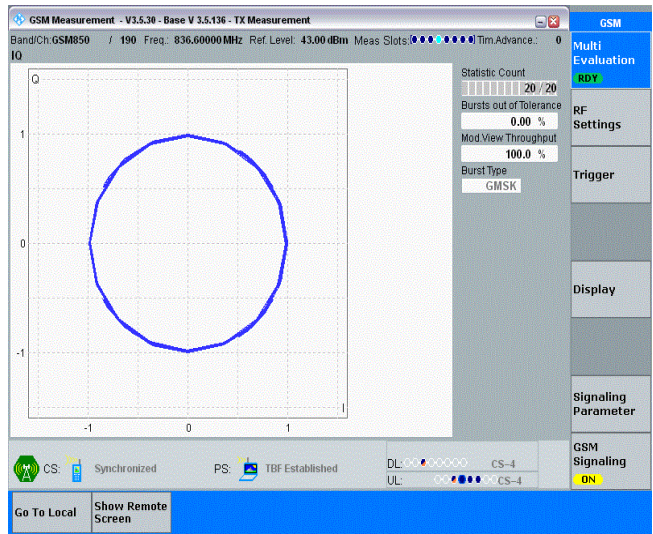 GSM Measurement - V3.5.30 - Base V 3.5.136 - TX Measurement
GSM
Band/Ch:GSM850 / 190 Freq.: 836.60000 MHz Ref. Level: 43.00 dBm Meas Slots: Tim.Advance.: 0
IQ
Multi Evaluation
RDY
Q
1
0
-1
-1 0 1
I
Statistic Count
20 / 20
Bursts out of Tolerance
0.00 %
Mod.View Throughput
100.0 %
Burst Type
GMSK
RF Settings
Trigger
Display
Signaling Parameter
GSM Signaling
ON
CS: Synchronized PS: TBF Established
DL: CS-4
UL: CS-4
Go To Local
Show Remote Screen